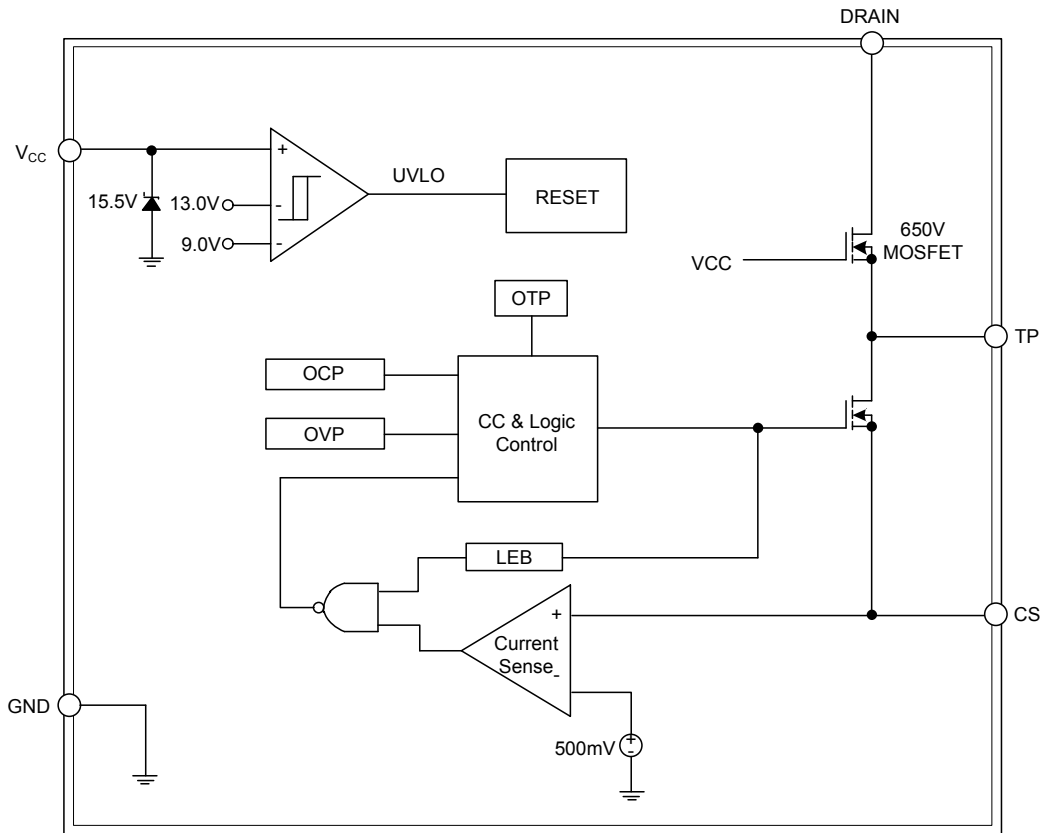 DRAIN
VCC
+
UVLO
RESET
15.5V
13.0V
-
9.0V
-
650V
MOSFET
VCC
OTP
TP
OCP
CC & Logic
Control
OVP
LEB
+
CS
Current
Sense
-
GND
500mV
+
-